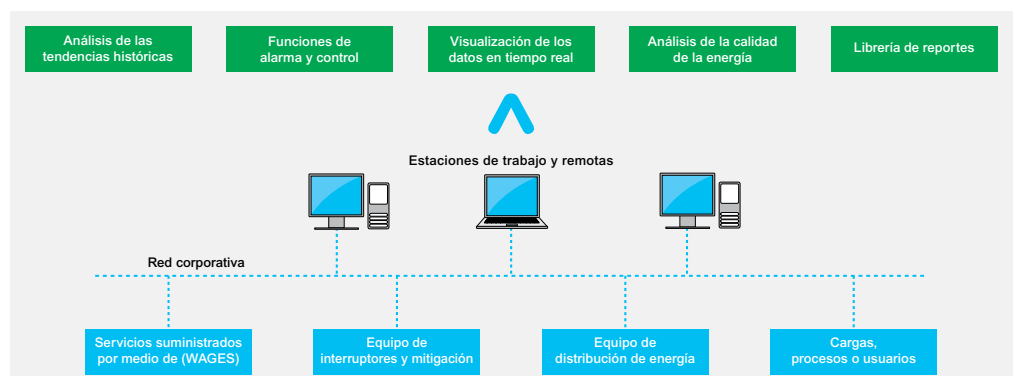 Análisis de las
tendencias históricas
Funciones de
alarma y control
Visualización de los
datos en tiempo real
Análisis de la calidad
de la energía
Librería de reportes
Estaciones de trabajo y remotas
Red corporativa
Servicios suministrados
por medio de (WAGES)
Equipo de
interruptores y mitigación
Equipo de
distribución de energía
Cargas,
procesos o usuarios